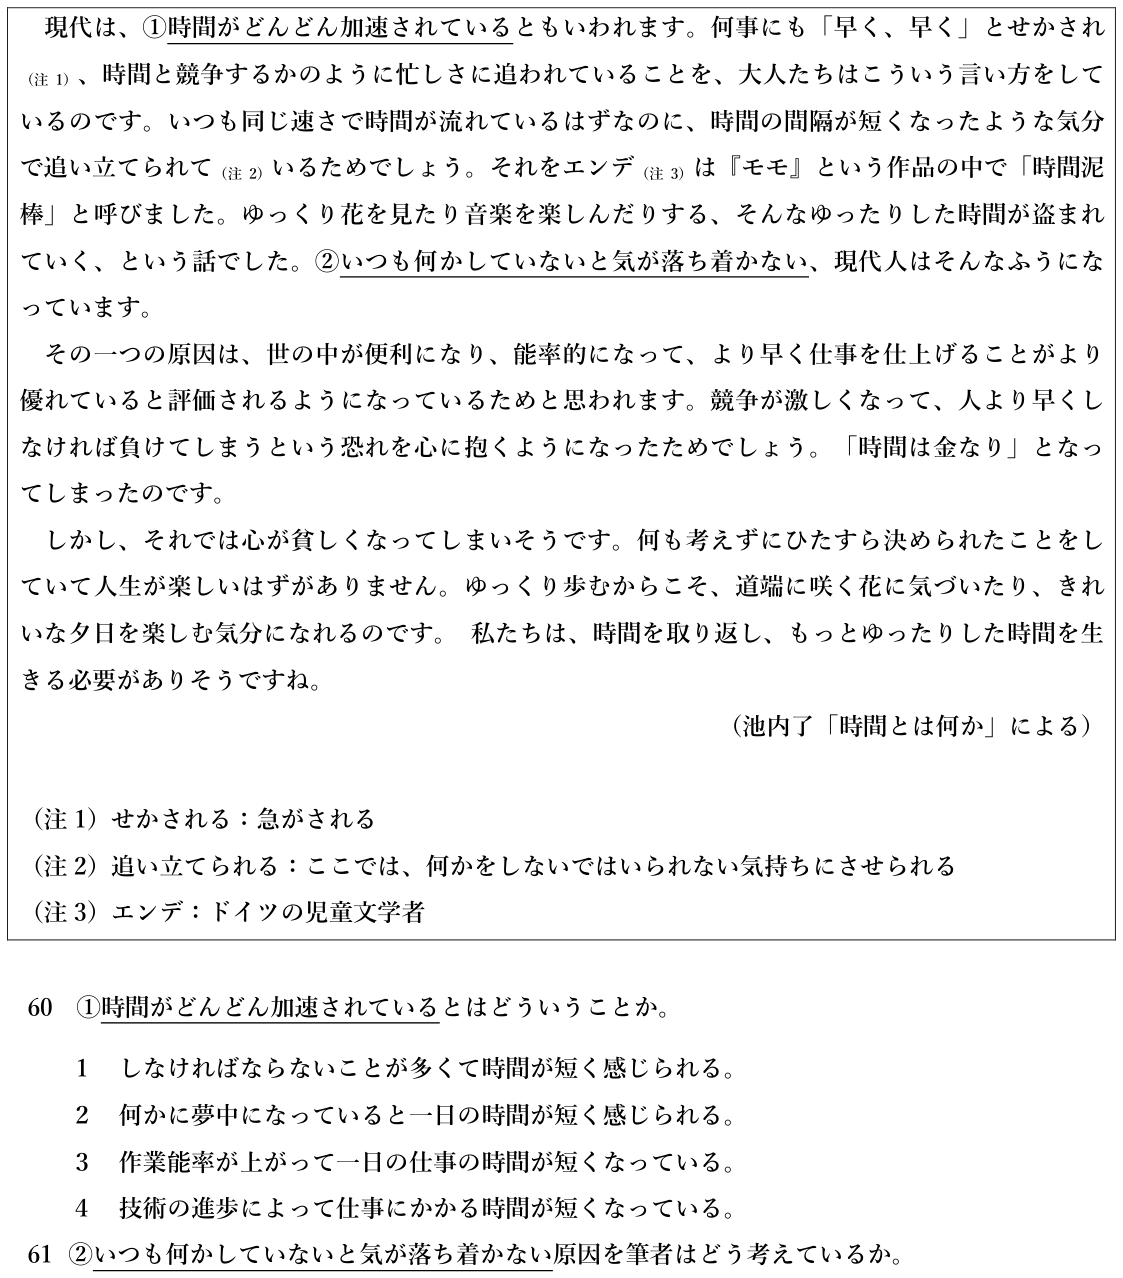 現代は、①時間がどんどん加速されているともいわれます。何事にも「早く、早く」とせかされ
（注 1）、時間と競争するかのように忙しさに追われていることを、大人たちはこういう言い方をして
いるのです。いつも同じ速さで時間が流れているはずなのに、時間の間隔が短くなったような気分
で追い立てられて（注 2）いるためでしょう。それをエンデ（注 3）は『モモ』という作品の中で「時間泥
棒」と呼びました。ゆっくり花を見たり音楽を楽しんだりする、そんなゆったりした時間が盗まれ
ていく、という話でした。②いつも何かしていないと気が落ち着かない、現代人はそんなふうにな
っています。
その一つの原因は、世の中が便利になり、能率的になって、より早く仕事を仕上げることがより
優れていると評価されるようになっているためと思われます。競争が激しくなって、人より早くし
なければ負けてしまうという恐れを心に抱くようになったためでしょう。「時間は金なり」となっ
てしまったのです。
しかし、それでは心が貧しくなってしまいそうです。何も考えずにひたすら決められたことをし
ていて人生が楽しいはずがありません。ゆっくり歩むからこそ、道端に咲く花に気づいたり、きれ
いな夕日を楽しむ気分になれるのです。 私たちは、時間を取り返し、もっとゆったりした時間を生
きる必要がありそうですね。
（池内了「時間とは何か」による）
（注 1）せかされる：急がされる
（注 2）追い立てられる：ここでは、何かをしないではいられない気持ちにさせられる
（注 3）エンデ：ドイツの児童文学者
60 ①時間がどんどん加速されているとはどういうことか。
1 しなければならないことが多くて時間が短く感じられる。
2 何かに夢中になっていると一日の時間が短く感じられる。
3 作業能率が上がって一日の仕事の時間が短くなっている。
4 技術の進歩によって仕事にかかる時間が短くなっている。
61 ②いつも何かしていないと気が落ち着かない原因を筆者はどう考えているか。